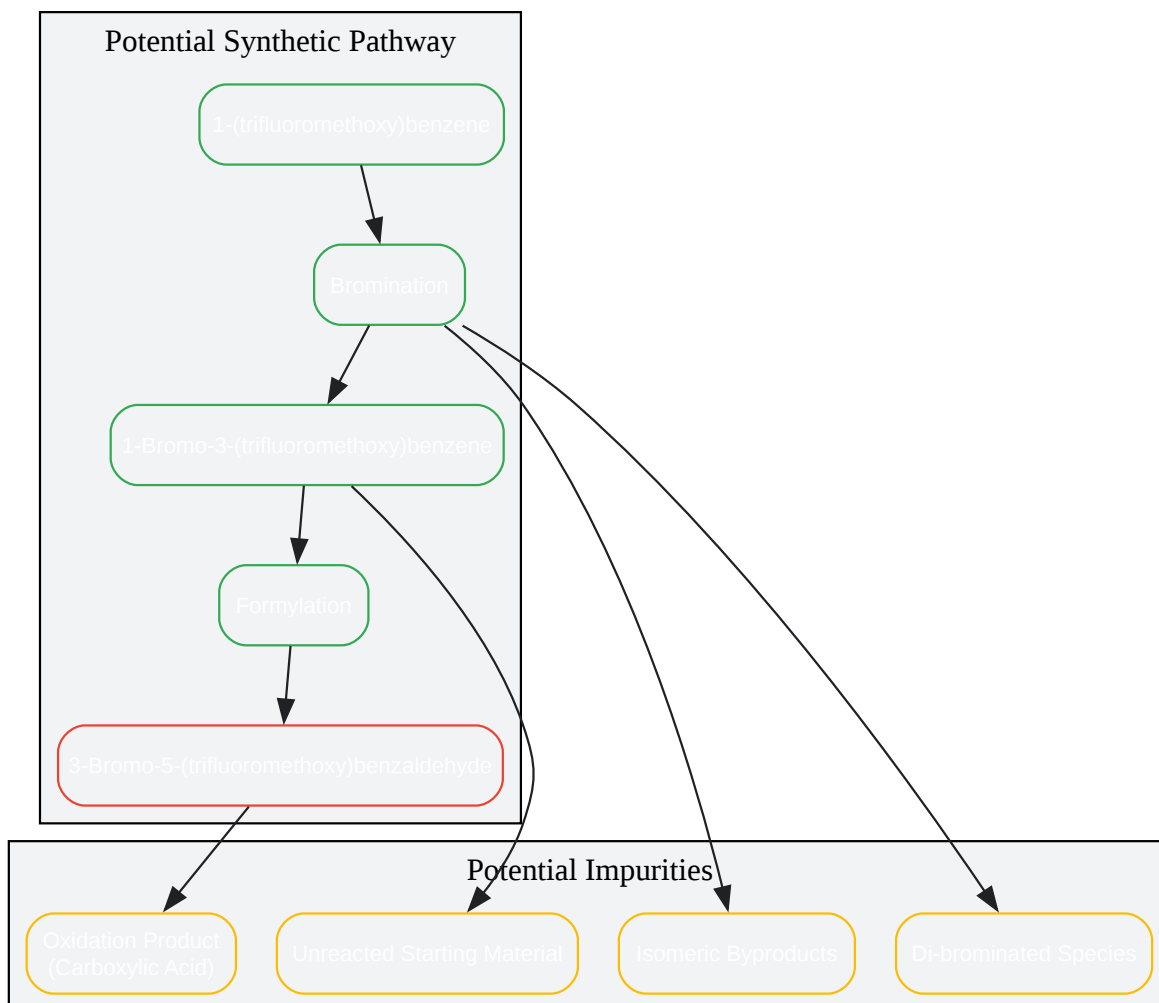 Potential Synthetic Pathway
1-(trifluoromethoxy)benzene
Bromination
1-Bromo-3-(trifluoromethoxy)benzene
Formylation
3-Bromo-5-(trifluoromethoxy)benzaldehyde
Potential Impurities
Oxidation Product
(Carboxylic Acid)
Unreacted Starting Material
Isomeric Byproducts
Di-brominated Species